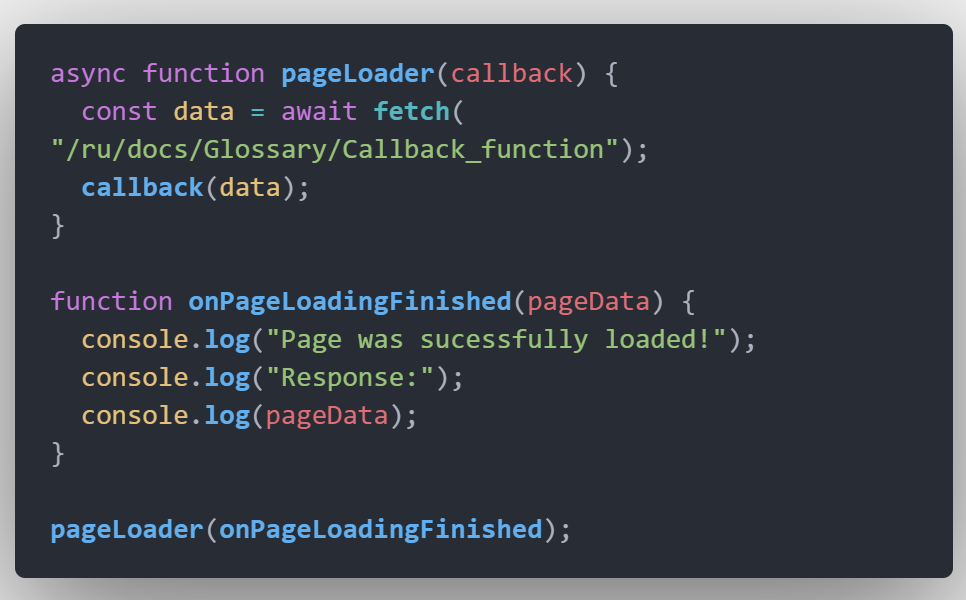 async function pageLoader(callback) {
  const data = await fetch(
"/ru/docs/Glossary/Callback_function");
  callback(data);
}

function onPageLoadingFinished(pageData) {
  console.log("Page was sucessfully loaded!");
  console.log("Response:");
  console.log(pageData);
}

pageLoader(onPageLoadingFinished);